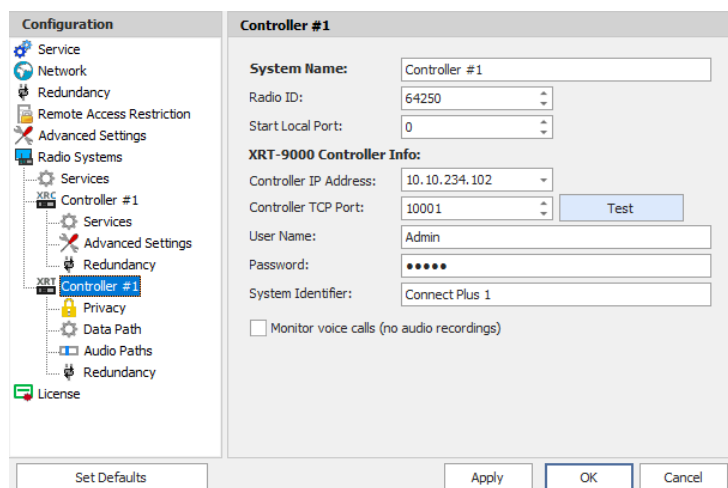 Configuration
Service
Network
Redundancy
Remote Access Restriction
Advanced Settings
Radio Systems
Services
XRC Controller #1
Services
Advanced Settings
Redundancy
XRT Controller #1
Privacy
Data Path
Audio Paths
Redundancy
License
Set Defaults
Controller #1
System Name: Controller #1
Radio ID: 64250
Start Local Port: 0
XRT-9000 Controller Info:
Controller IP Address: 10.10.234.102
Controller TCP Port: 10001 Test
User Name: Admin
Password: •••••
System Identifier: Connect Plus 1
Monitor voice calls (no audio recordings)
Apply OK Cancel